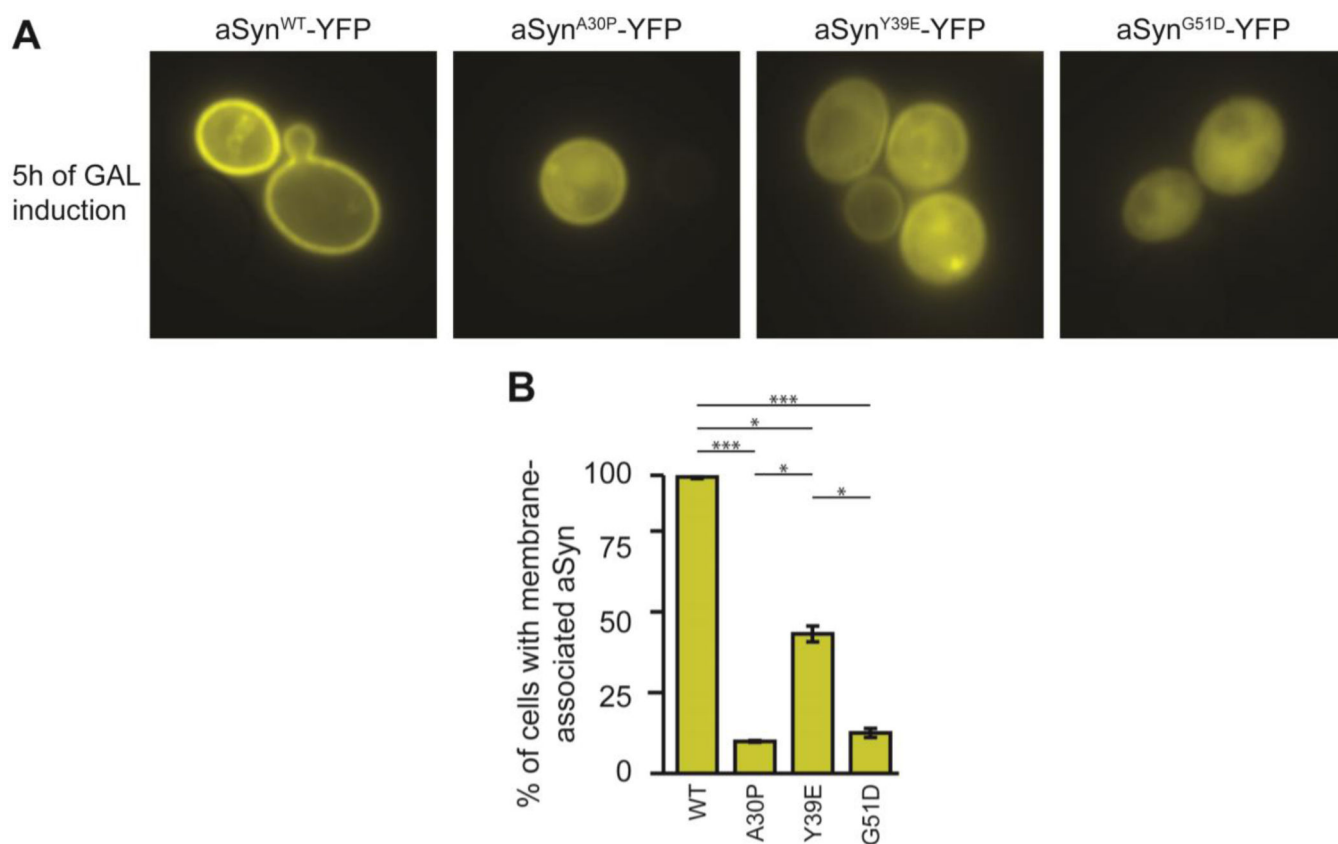 A
aSynWT-YFP
aSynA30P-YFP
aSynY39E-YFP
aSynG51D-YFP
5h of GAL
induction
B
% of cells with membrane-
associated aSyn
***
*
***
*
*
100
75
50
25
0
WT
A30P
Y39E
G51D